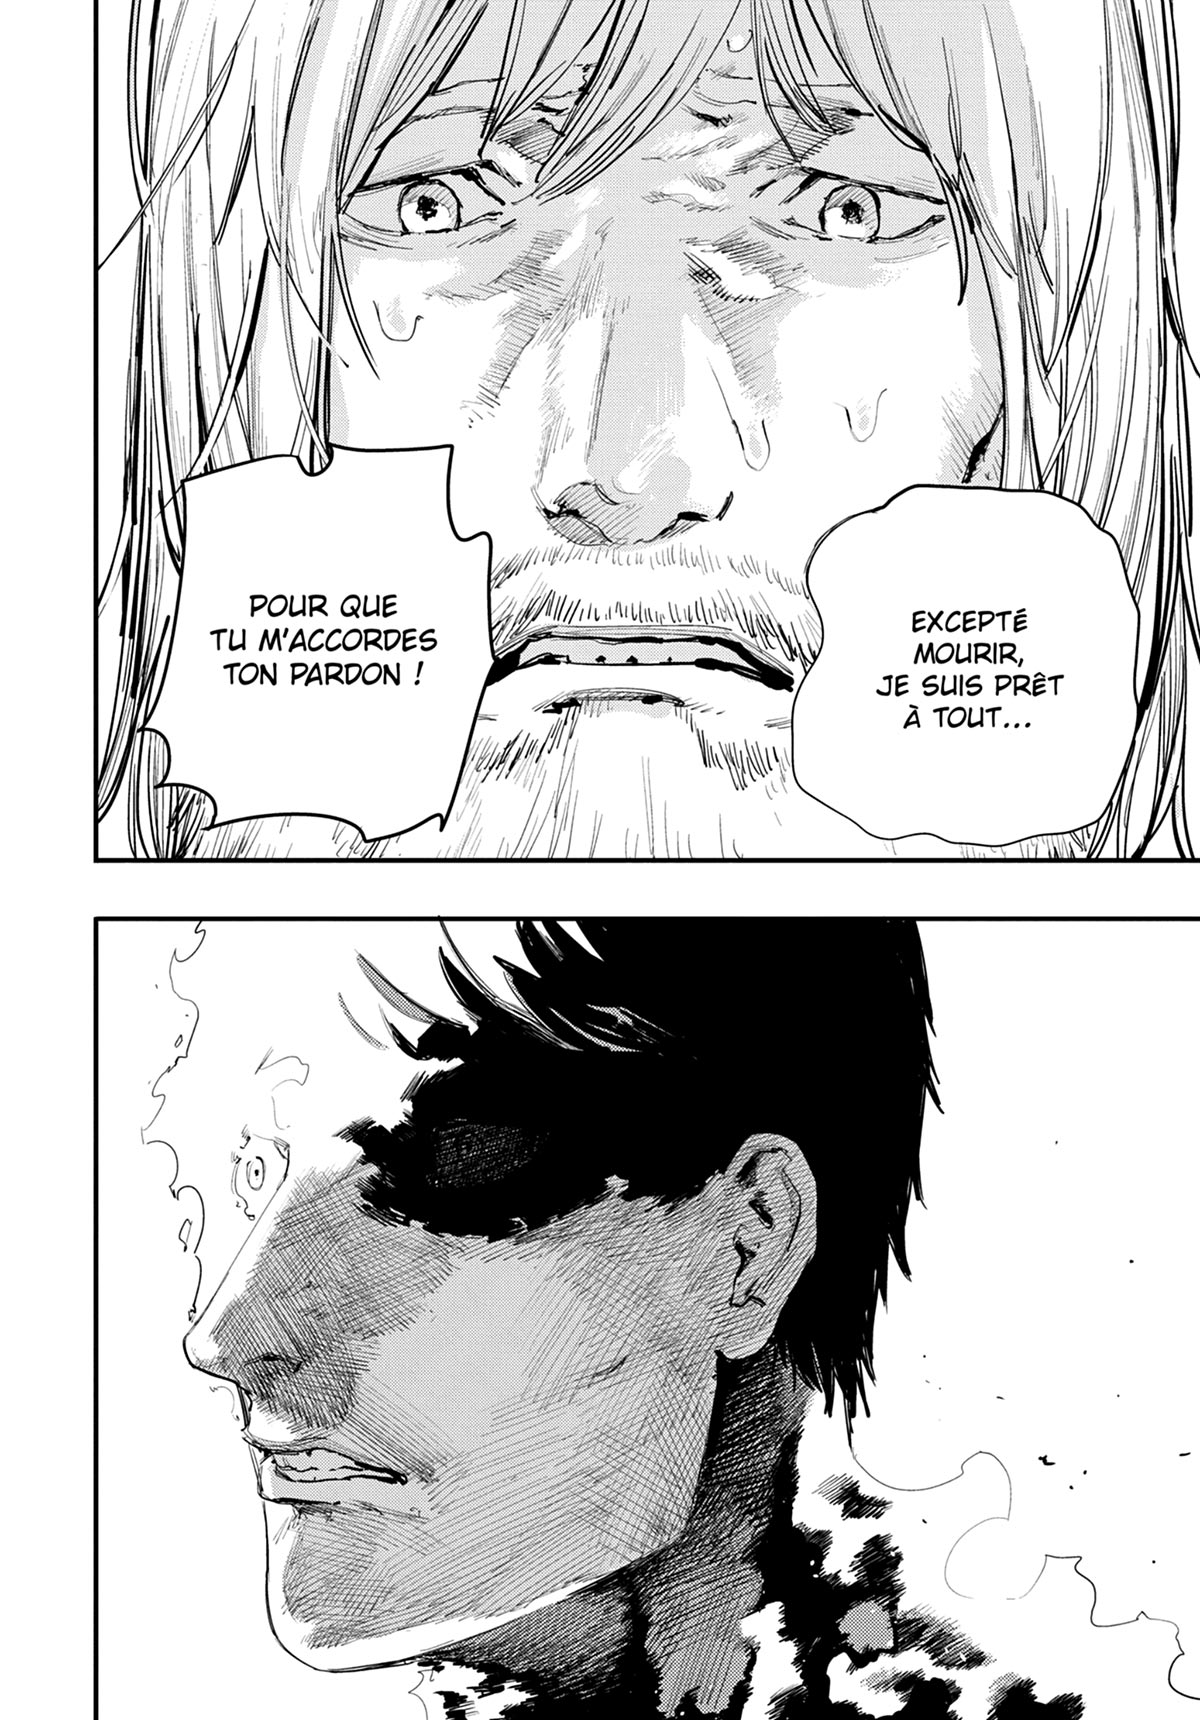 EXCEPTÉ
MOURIR,
JE SUIS PRÊT
À TOUT...
POUR QUE
TU M'ACCORDES
TON PARDON !